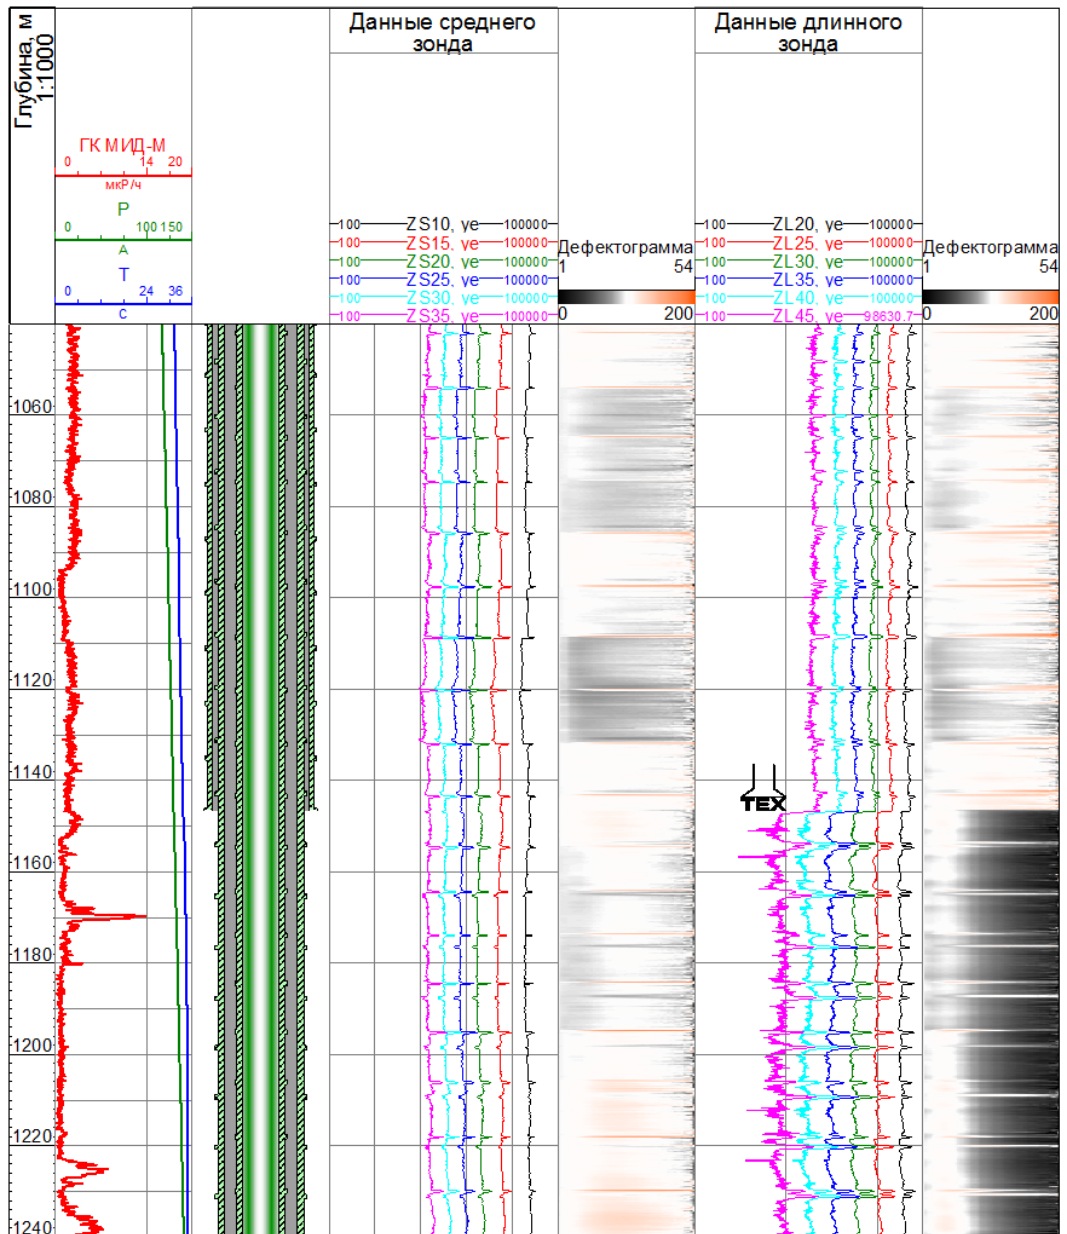 Глубина, м
1:1000
ГК МИД-М
0 14 20
мкР/ч
Р
0 100 150
А
Т
0 24 36
С
Данные среднего
зонда
100 ZS10, уе 100000
100 ZS15, уе 100000
100 ZS20, уе 100000
100 ZS25, уе 100000
100 ZS30, уе 100000
100 ZS35, уе 100000
Дефектограмма
1 54
0 200
Данные длинного
зонда
100 ZL20, уе 100000
100 ZL25, уе 100000
100 ZL30, уе 100000
100 ZL35, уе 100000
100 ZL40, уе 100000
100 ZL45, уе 98630.7
Дефектограмма
1 54
0 200
1060
1080
1100
1120
1140
ТЕХ
1160
1180
1200
1220
1240